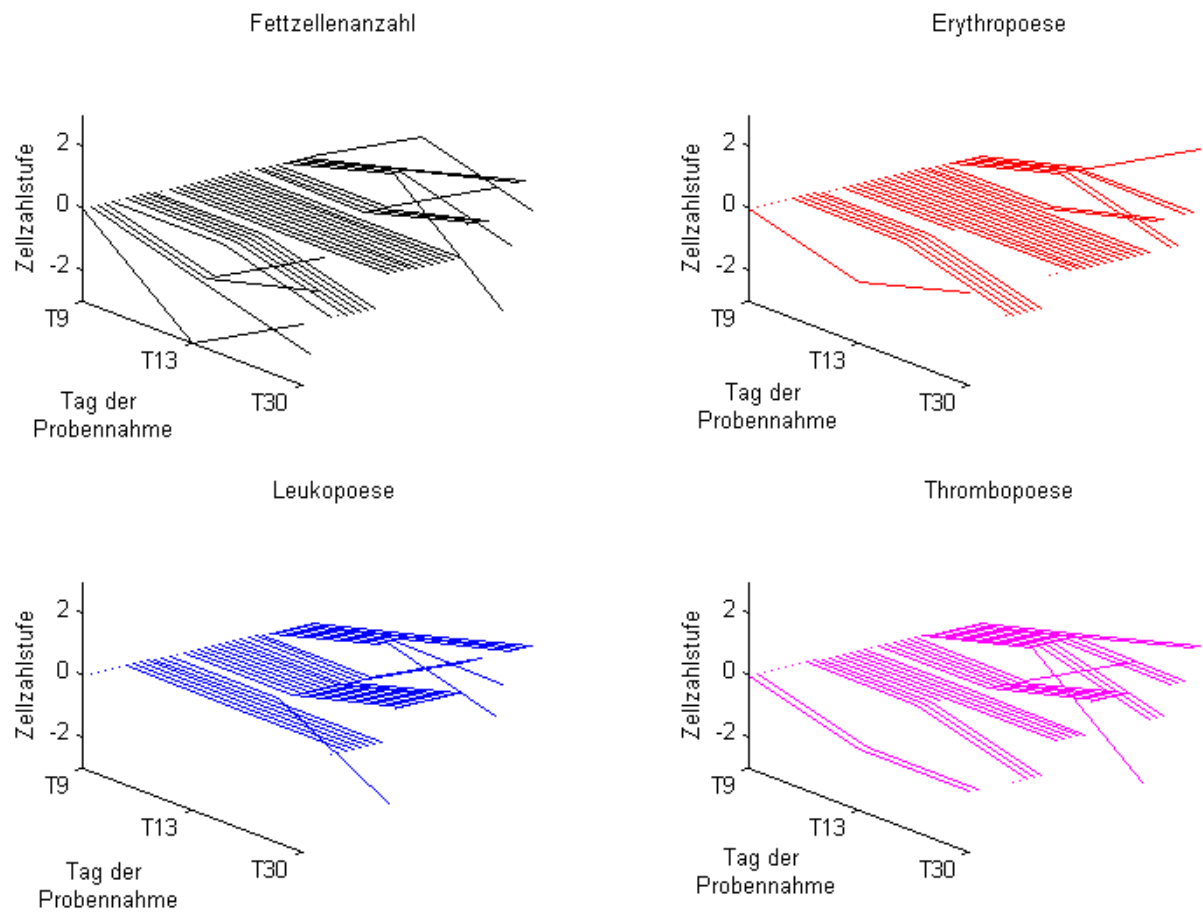 Fettzellenanzahl
Zellzahlstufe
2
0
-2
T9
T13
T30
Tag der
Probennahme
Erythropoese
Zellzahlstufe
2
0
-2
T9
T13
T30
Tag der
Probennahme
Leukopoese
Zellzahlstufe
2
0
-2
T9
T13
T30
Tag der
Probennahme
Thrombopoese
Zellzahlstufe
2
0
-2
T9
T13
T30
Tag der
Probennahme